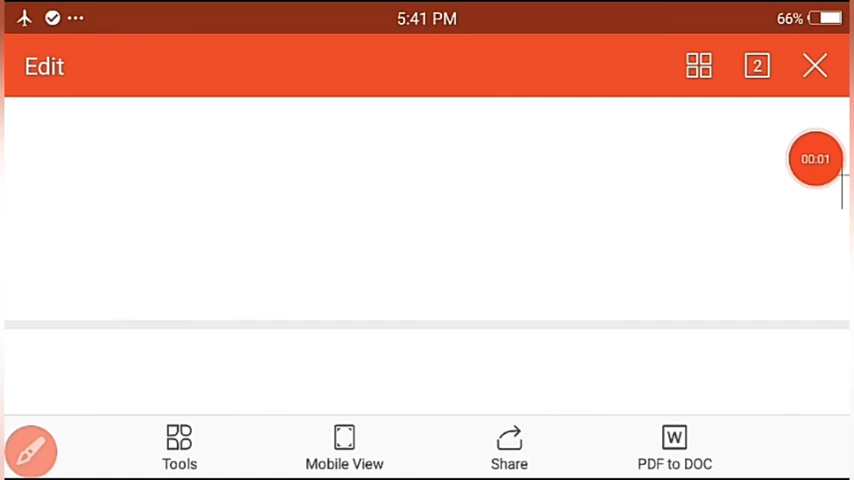 5:41 PM
66%
Edit
2
00:01
W
Tools
Mobile View
Share
PDF to DOC